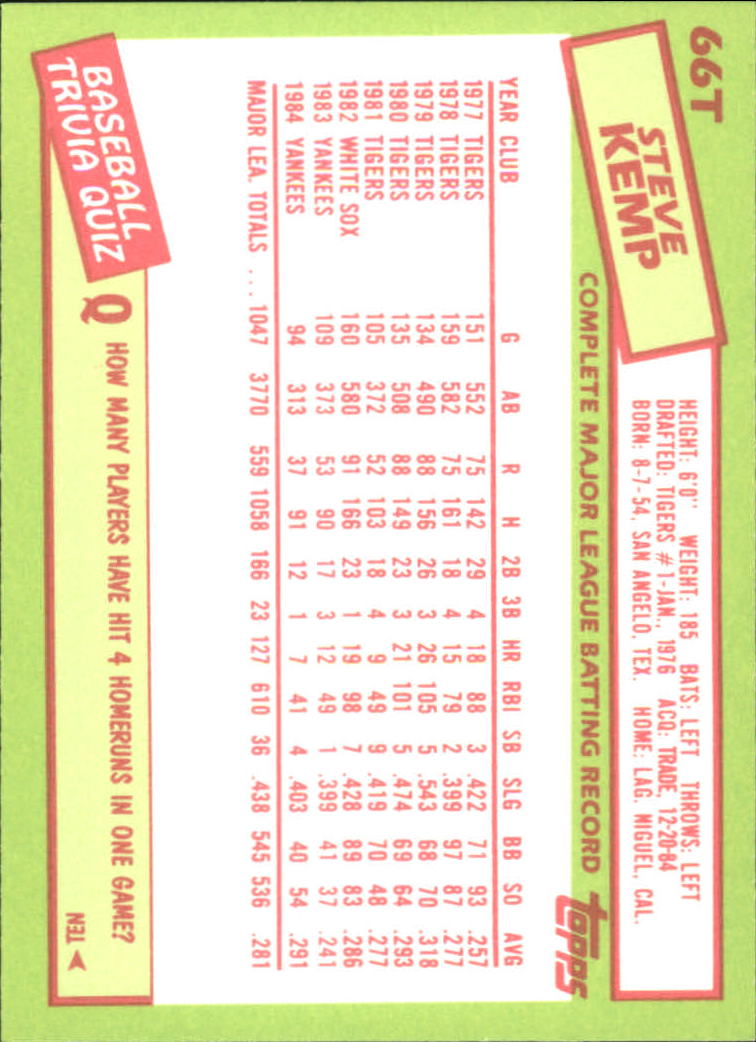 66T
STEVE
KEMP
HEIGHT: 6'0" WEIGHT: 185 BATS: LEFT THROWS: LEFT
DRAFTED: TIGERS #1-JAN., 1976 ACQ: TRADE, 12-20-84
BORN: 8-7-54, SAN ANGELO, TEX. HOME: LAG. MIGUEL, CAL.
COMPLETE MAJOR LEAGUE BATTING RECORD
topps
YEAR CLUB G AB R H 2B 3B HR RBI SB SLG BB SO AVG
1977 TIGERS 151 552 75 142 29 4 18 88 3 .422 71 93 .257
1978 TIGERS 159 582 75 161 18 4 15 79 2 .399 97 87 .277
1979 TIGERS 134 490 88 156 26 3 26 105 5 .543 68 70 .318
1980 TIGERS 135 508 88 149 23 3 21 101 5 .474 69 64 .293
1981 TIGERS 105 372 52 103 18 4 9 49 9 .419 70 48 .277
1982 WHITE SOX 160 580 91 166 23 1 19 98 7 .428 89 83 .286
1983 YANKEES 109 373 53 90 17 3 12 49 1 .399 41 37 .241
1984 YANKEES 94 313 37 91 12 1 7 41 4 .403 40 54 .291
MAJOR LEA. TOTALS ... 1047 3770 559 1058 166 23 127 610 36 .438 545 536 .281
BASEBALL
TRIVIA QUIZ
Q HOW MANY PLAYERS HAVE HIT 4 HOMERUNS IN ONE GAME?
TEN